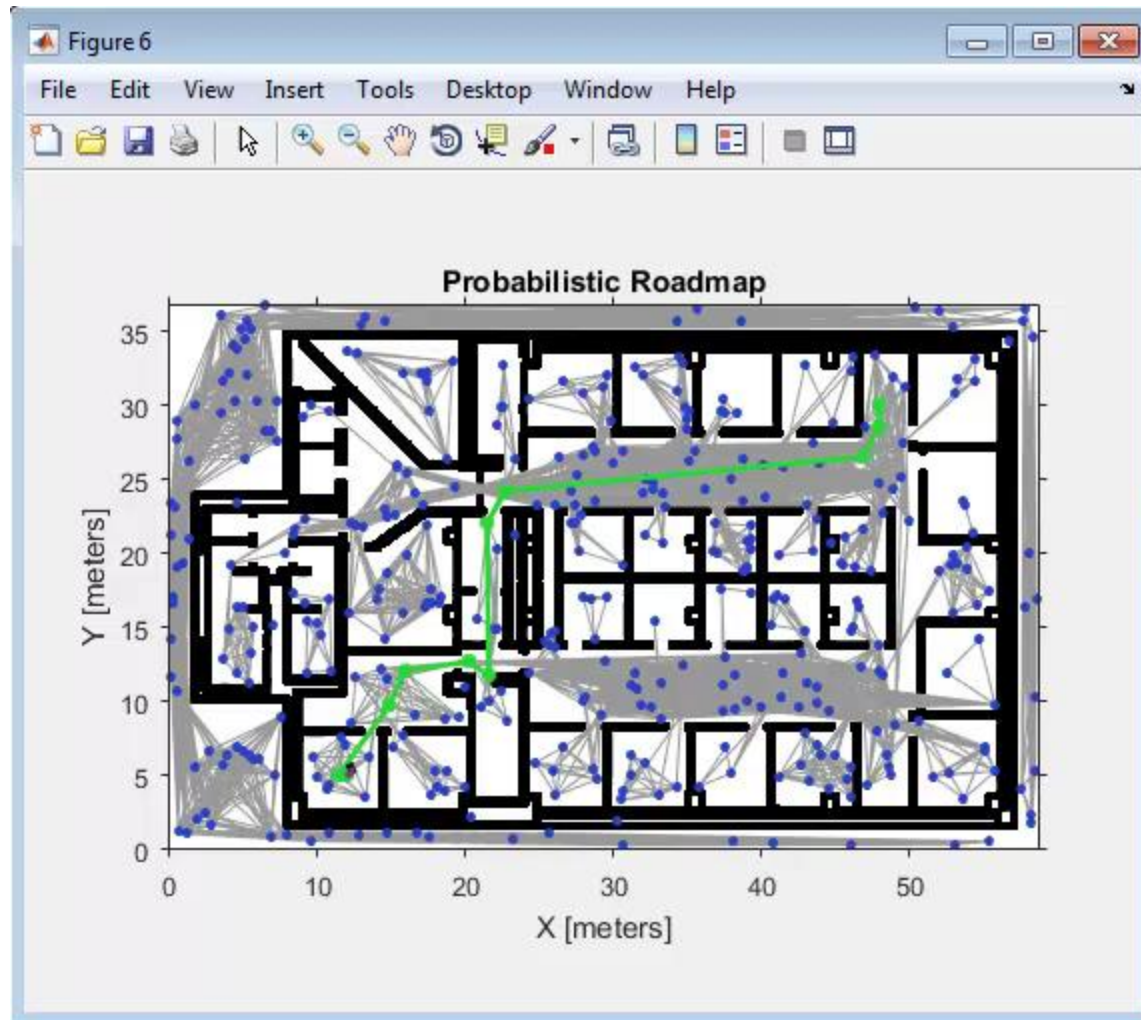 Figure 6
File Edit View Insert Tools Desktop Window Help
Probabilistic Roadmap
35
30
25
20
15
10
5
0
Y [meters]
0 10 20 30 40 50
X [meters]